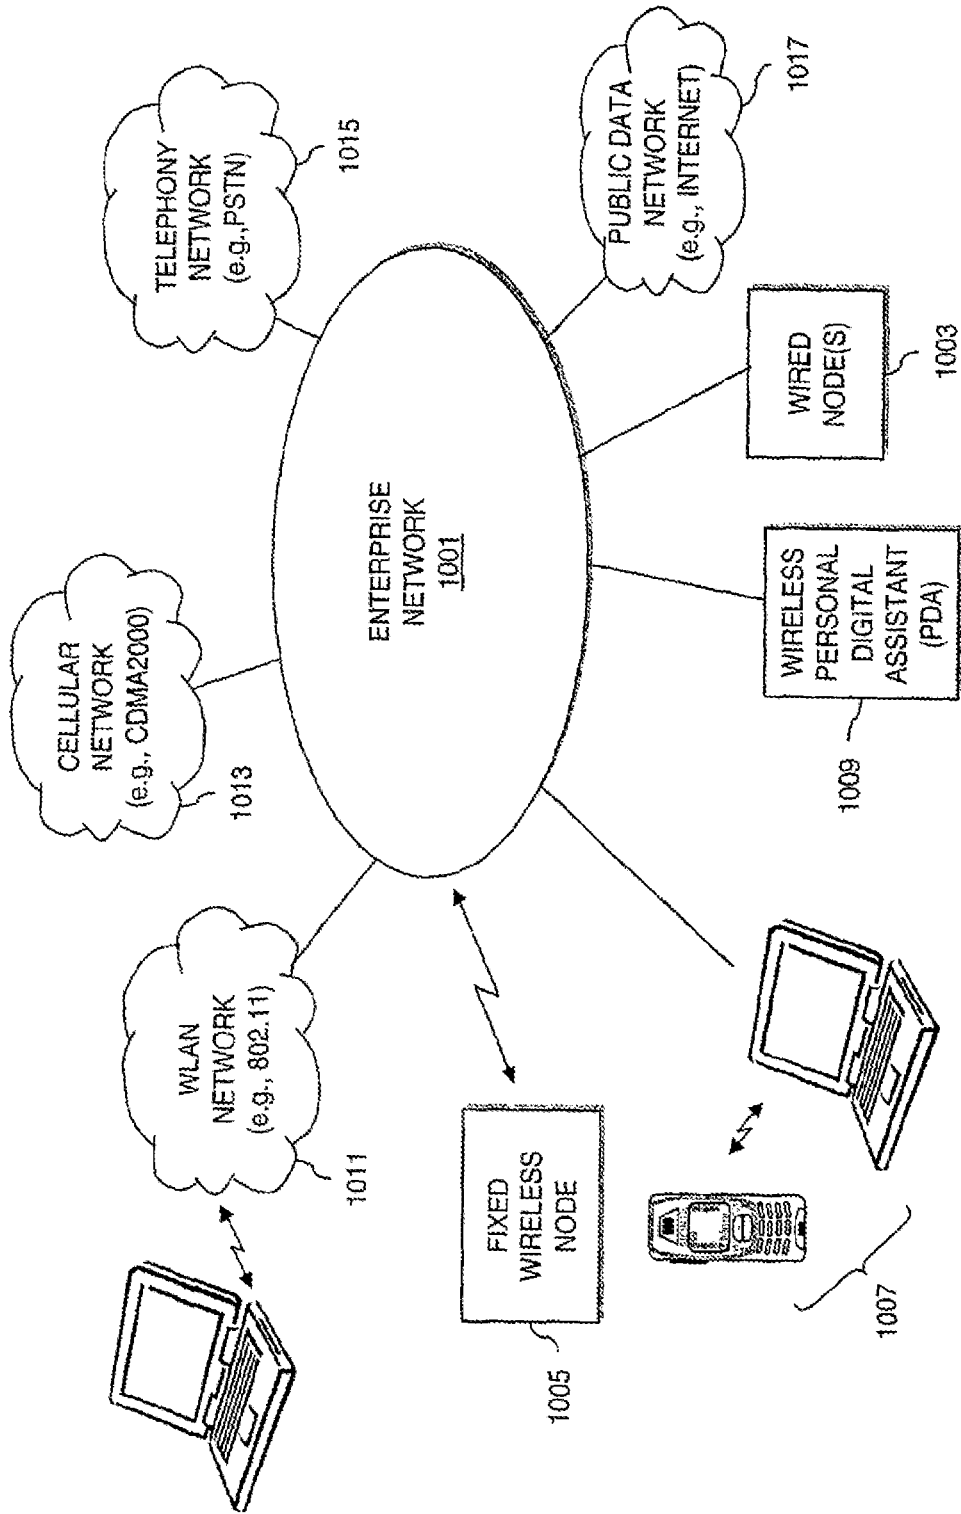 WLAN
NETWORK
(e.g., 802.11)
1011
CELLULAR
NETWORK
(e.g., CDMA2000)
1013
TELEPHONY
NETWORK
(e.g.,PSTN)
1015
ENTERPRISE
NETWORK
1001
FIXED
WIRELESS
NODE
1005
1007
WIRELESS
PERSONAL
DIGITAL
ASSISTANT
(PDA)
1009
WIRED
NODE(S)
1003
PUBLIC DATA
NETWORK
(e.g., INTERNET)
1017